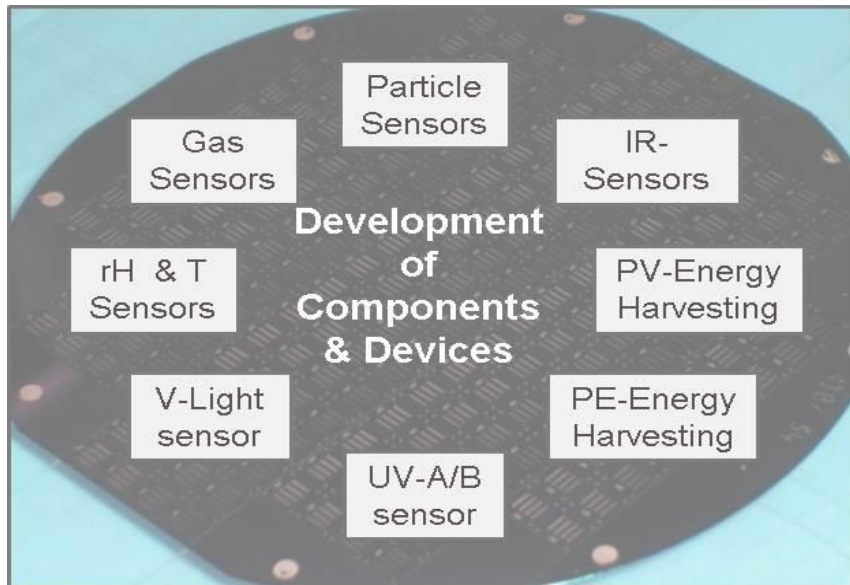 Particle
Sensors
Gas
Sensors
IR-
Sensors
Development
of
Components
& Devices
rH & T
Sensors
PV-Energy
Harvesting
V-Light
sensor
PE-Energy
Harvesting
UV-A/B
sensor